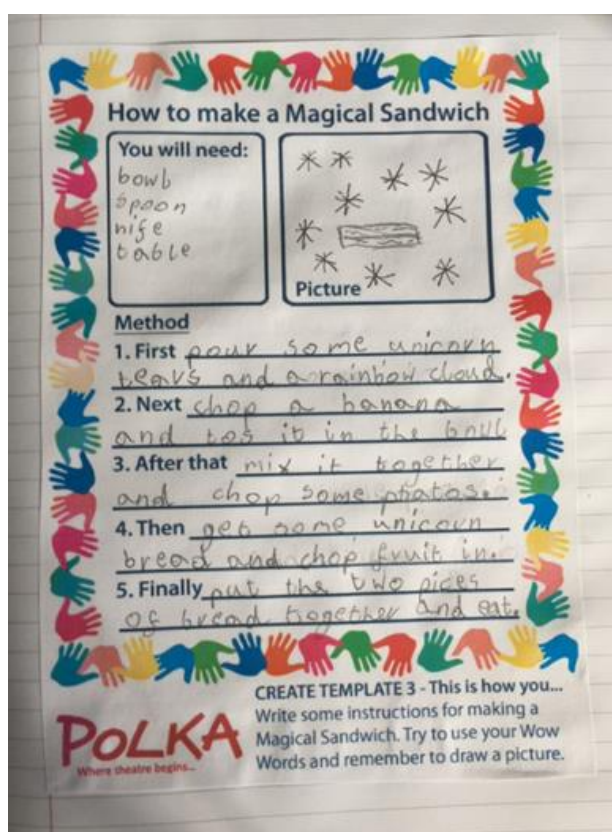 How to make a Magical Sandwich
You will need:
bowl
spoon
nife
table
Picture
Method
1. First pour some unicorn
tears and a rainbow cloud.
2. Next chop a banana
and tos it in the
3. After that mix it together
and chop some
4. Then get some unicorn
bread and chop fruit in.
5. Finally put the two pices
of bread together and eat.
CREATE TEMPLATE 3 - This is how you...
Write some instructions for making a
Magical Sandwich. Try to use your Wow
Words and remember to draw a picture.
POLKA
Where theatre begins...